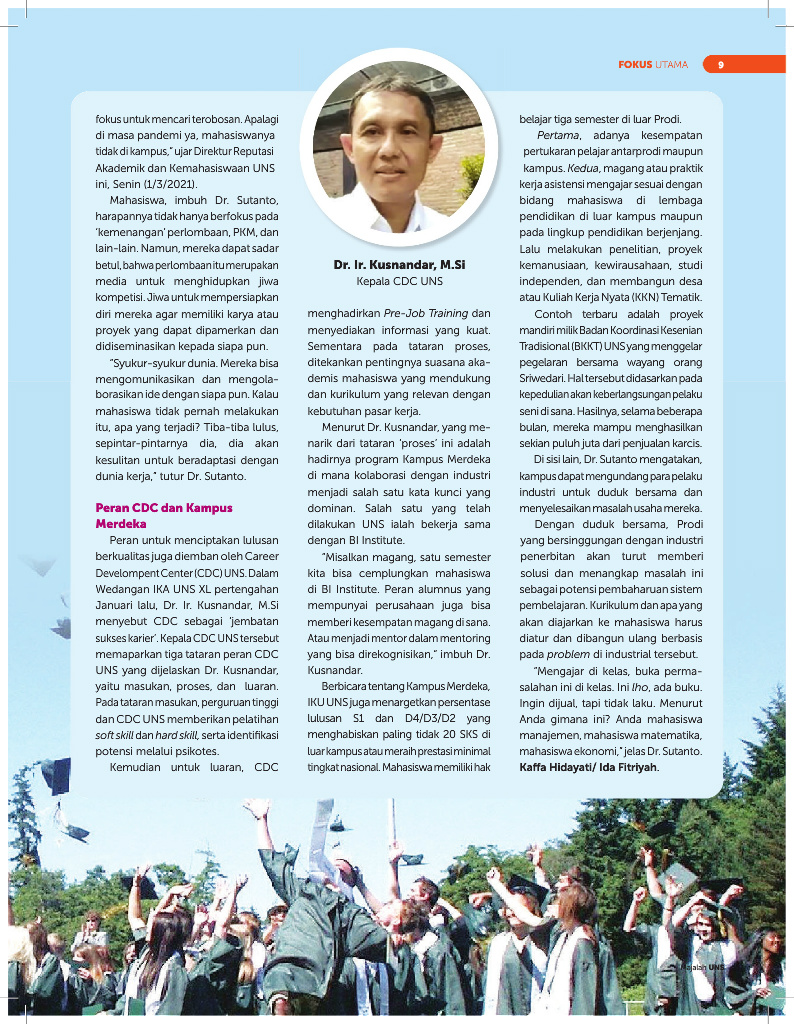 FOKUS UTAMA 9
fokus untuk mencari terobosan. Apalagi
di masa pandemi ya, mahasiswanya
tidak di kampus,” ujar Direktur Reputasi
Akademik dan Kemahasiswaan UNS
ini, Senin (1/3/2021).
Mahasiswa, imbuh Dr. Sutanto,
harapannya tidak hanya berfokus pada
‘kemenangan’ perlombaan, PKM, dan
lain-lain. Namun, mereka dapat sadar
betul, bahwa perlombaan itu merupakan
media untuk menghidupkan jiwa
kompetisi. Jiwa untuk mempersiapkan
diri mereka agar memiliki karya atau
proyek yang dapat dipamerkan dan
didiseminasikan kepada siapa pun.
“Syukur-syukur dunia. Mereka bisa
mengomunikasikan dan mengola-
borasikan ide dengan siapa pun. Kalau
mahasiswa tidak pernah melakukan
itu, apa yang terjadi? Tiba-tiba lulus,
sepintar-pintarnya dia, dia akan
kesulitan untuk beradaptasi dengan
dunia kerja,” tutur Dr. Sutanto.
Peran CDC dan Kampus
Merdeka
Peran untuk menciptakan lulusan
berkualitas juga diemban oleh Career
Develompent Center (CDC) UNS. Dalam
Wedangan IKA UNS XL pertengahan
Januari lalu, Dr. Ir. Kusnandar, M.Si
menyebut CDC sebagai ‘jembatan
sukses karier’. Kepala CDC UNS tersebut
memaparkan tiga tataran peran CDC
UNS yang dijelaskan Dr. Kusnandar,
yaitu masukan, proses, dan luaran.
Pada tataran masukan, perguruan tinggi
dan CDC UNS memberikan pelatihan
soft skill dan hard skill, serta identifikasi
potensi melalui psikotes.
Kemudian untuk luaran, CDC
Dr. Ir. Kusnandar, M.Si
Kepala CDC UNS
menghadirkan Pre-Job Training dan
menyediakan informasi yang kuat.
Sementara pada tataran proses,
ditekankan pentingnya suasana aka-
demis mahasiswa yang mendukung
dan kurikulum yang relevan dengan
kebutuhan pasar kerja.
Menurut Dr. Kusnandar, yang me-
narik dari tataran ‘proses’ ini adalah
hadirnya program Kampus Merdeka
di mana kolaborasi dengan industri
menjadi salah satu kata kunci yang
dominan. Salah satu yang telah
dilakukan UNS ialah bekerja sama
dengan BI Institute.
“Misalkan magang, satu semester
kita bisa cemplungkan mahasiswa
di BI Institute. Peran alumnus yang
mempunyai perusahaan juga bisa
memberi kesempatan magang di sana.
Atau menjadi mentor dalam mentoring
yang bisa direkognisikan,” imbuh Dr.
Kusnandar.
Berbicara tentang Kampus Merdeka,
IKU UNS juga menargetkan persentase
lulusan S1 dan D4/D3/D2 yang
menghabiskan paling tidak 20 SKS di
luar kampus atau meraih prestasi minimal
tingkat nasional. Mahasiswa memiliki hak
belajar tiga semester di luar Prodi.
Pertama, adanya kesempatan
pertukaran pelajar antarprodi maupun
kampus. Kedua, magang atau praktik
kerja asistensi mengajar sesuai dengan
bidang mahasiswa di lembaga
pendidikan di luar kampus maupun
pada lingkup pendidikan berjenjang.
Lalu melakukan penelitian, proyek
kemanusiaan, kewirausahaan, studi
independen, dan membangun desa
atau Kuliah Kerja Nyata (KKN) Tematik.
Contoh terbaru adalah proyek
mandiri milik Badan Koordinasi Kesenian
Tradisional (BKKT) UNS yang menggelar
pegelaran bersama wayang orang
Sriwedari. Hal tersebut didasarkan pada
kepedulian akan keberlangsungan pelaku
seni di sana. Hasilnya, selama beberapa
bulan, mereka mampu menghasilkan
sekian puluh juta dari penjualan karcis.
Di sisi lain, Dr. Sutanto mengatakan,
kampus dapat mengundang para pelaku
industri untuk duduk bersama dan
menyelesaikan masalah usaha mereka.
Dengan duduk bersama, Prodi
yang bersinggungan dengan industri
penerbitan akan turut memberi
solusi dan menangkap masalah ini
sebagai potensi pembaharuan sistem
pembelajaran. Kurikulum dan apa yang
akan diajarkan ke mahasiswa harus
diatur dan dibangun ulang berbasis
pada problem di industrial tersebut.
“Mengajar di kelas, buka perma-
salahan ini di kelas. Ini lho, ada buku.
Ingin dijual, tapi tidak laku. Menurut
Anda gimana ini? Anda mahasiswa
manajemen, mahasiswa matematika,
mahasiswa ekonomi,” jelas Dr. Sutanto.
Kaffa Hidayati/ Ida Fitriyah.
Majalah UNS